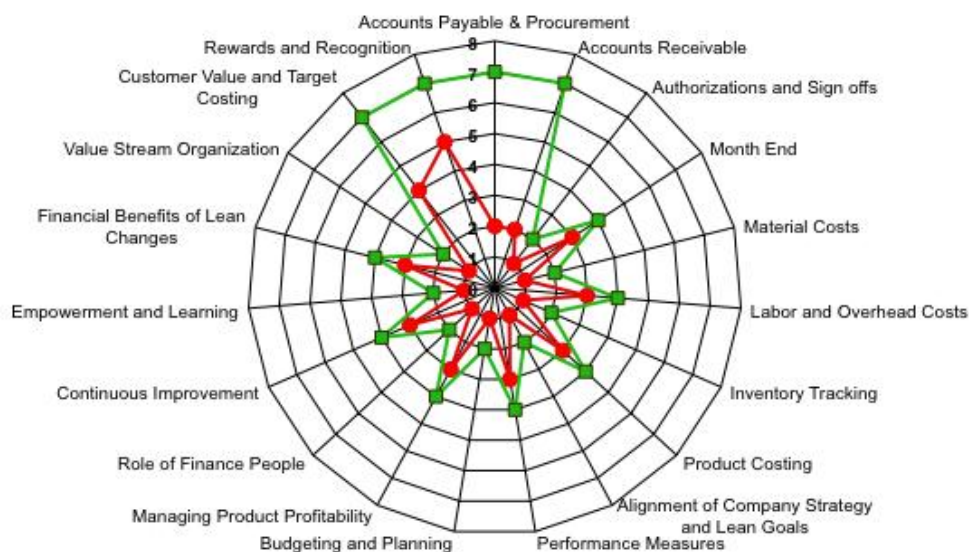 Accounts Payable & Procurement
Rewards and Recognition
Accounts Receivable
Customer Value and Target
Costing
Authorizations and Sign offs
Value Stream Organization
Month End
Financial Benefits of Lean
Changes
Material Costs
Empowerment and Learning
Labor and Overhead Costs
Continuous Improvement
Inventory Tracking
Role of Finance People
Product Costing
Managing Product Profitability
Alignment of Company Strategy
and Lean Goals
Budgeting and Planning
Performance Measures
8
7
6
5
4
3
2
1
0